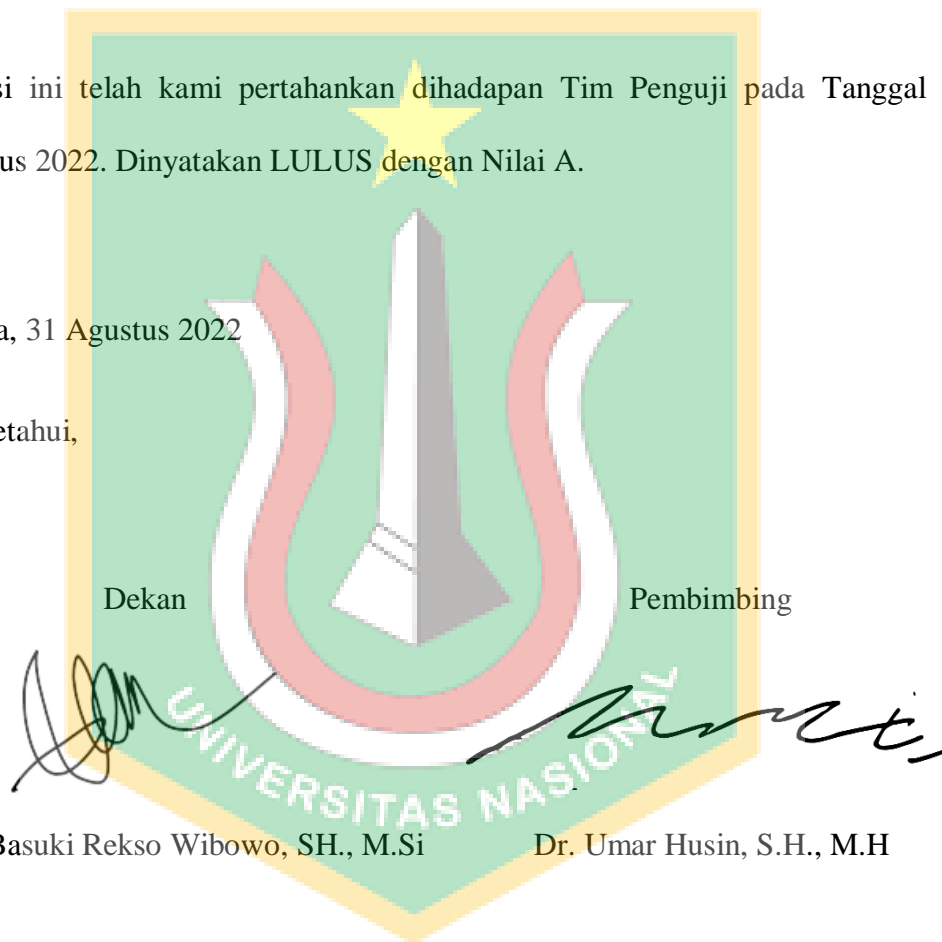 si ini telah kami pertahankan dihadapan Tim Penguji pada Tanggal
us 2022. Dinyatakan LULUS dengan Nilai A.
a, 31 Agustus 2022
etahui,
Dekan Pembimbing
UNIVERSITAS NASIONAL
Basuki Rekso Wibowo, SH., M.Si Dr. Umar Husin, S.H., M.H